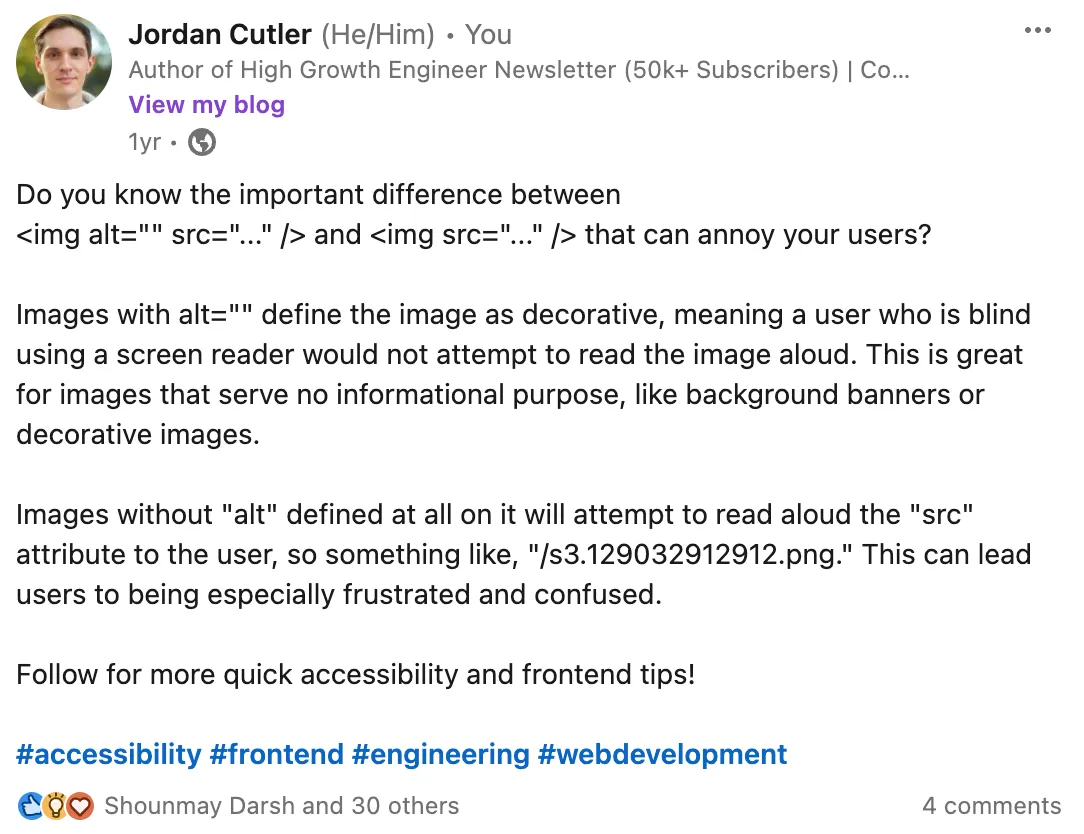 Jordan Cutler (He/Him) • You
Author of High Growth Engineer Newsletter (50k+ Subscribers) | Co...
View my blog
1yr •
Do you know the important difference between
<img alt="" src="..." /> and <img src="..." /> that can annoy your users?
Images with alt="" define the image as decorative, meaning a user who is blind
using a screen reader would not attempt to read the image aloud. This is great
for images that serve no informational purpose, like background banners or
decorative images.
Images without "alt" defined at all on it will attempt to read aloud the "src"
attribute to the user, so something like, "/s3.129032912912.png." This can lead
users to being especially frustrated and confused.
Follow for more quick accessibility and frontend tips!
#accessibility #frontend #engineering #webdevelopment
Shounmay Darsh and 30 others
4 comments